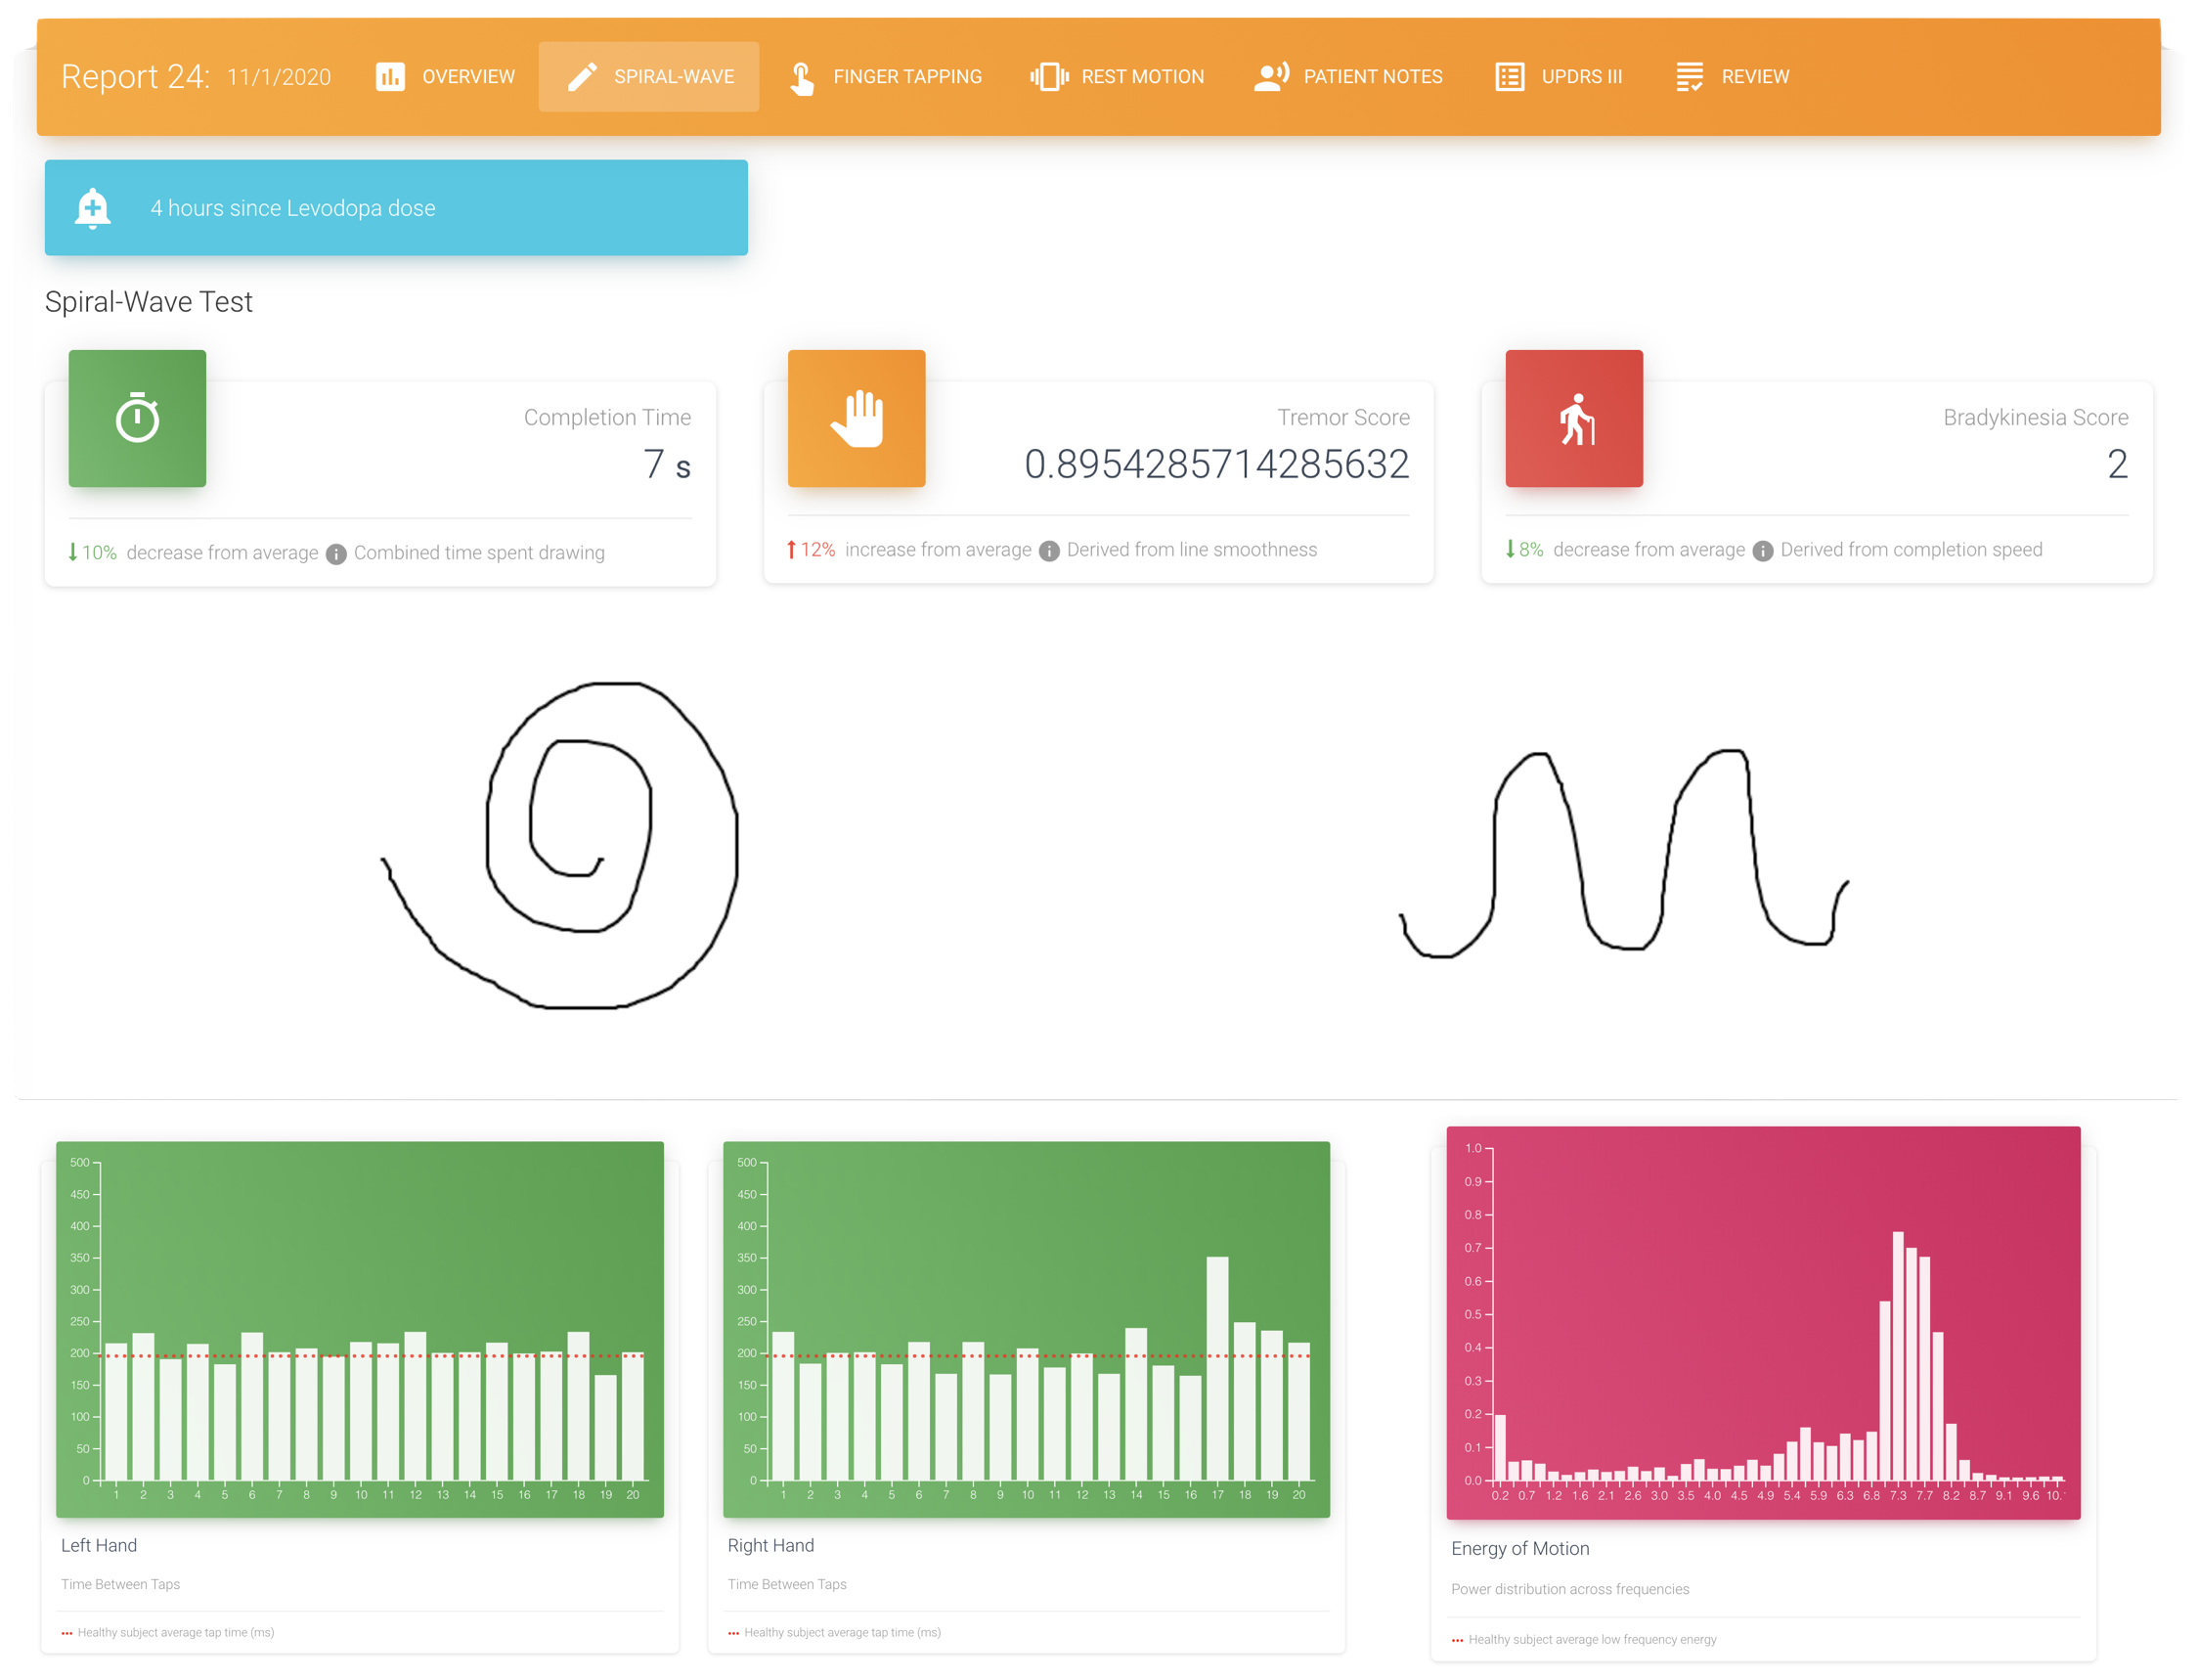 Report 24: 11/1/2020 OVERVIEW SPIRAL-WAVE FINGER TAPPING REST MOTION PATIENT NOTES UPDRS III REVIEW
4 hours since Levodopa dose
Spiral-Wave Test
Completion Time
7 s
10% decrease from average Combined time spent drawing
Tremor Score
0.8954285714285632
12% increase from average Derived from line smoothness
Bradykinesia Score
2
8% decrease from average Derived from completion speed
500
450
400
350
300
250
200
150
100
50
0
1 2 3 4 5 6 7 8 9 10 11 12 13 14 15 16 17 18 19 20
Left Hand
Time Between Taps
Healthy subject average tap time (ms)
500
450
400
350
300
250
200
150
100
50
0
1 2 3 4 5 6 7 8 9 10 11 12 13 14 15 16 17 18 19 20
Right Hand
Time Between Taps
Healthy subject average tap time (ms)
1.0
0.9
0.8
0.7
0.6
0.5
0.4
0.3
0.2
0.1
0.0
0.2 0.7 1.2 1.6 2.1 2.6 3.0 3.5 4.0 4.5 4.9 5.4 5.9 6.3 6.8 7.3 7.7 8.2 8.7 9.1 9.6 10.
Energy of Motion
Power distribution across frequencies
Healthy subject average low frequency energy